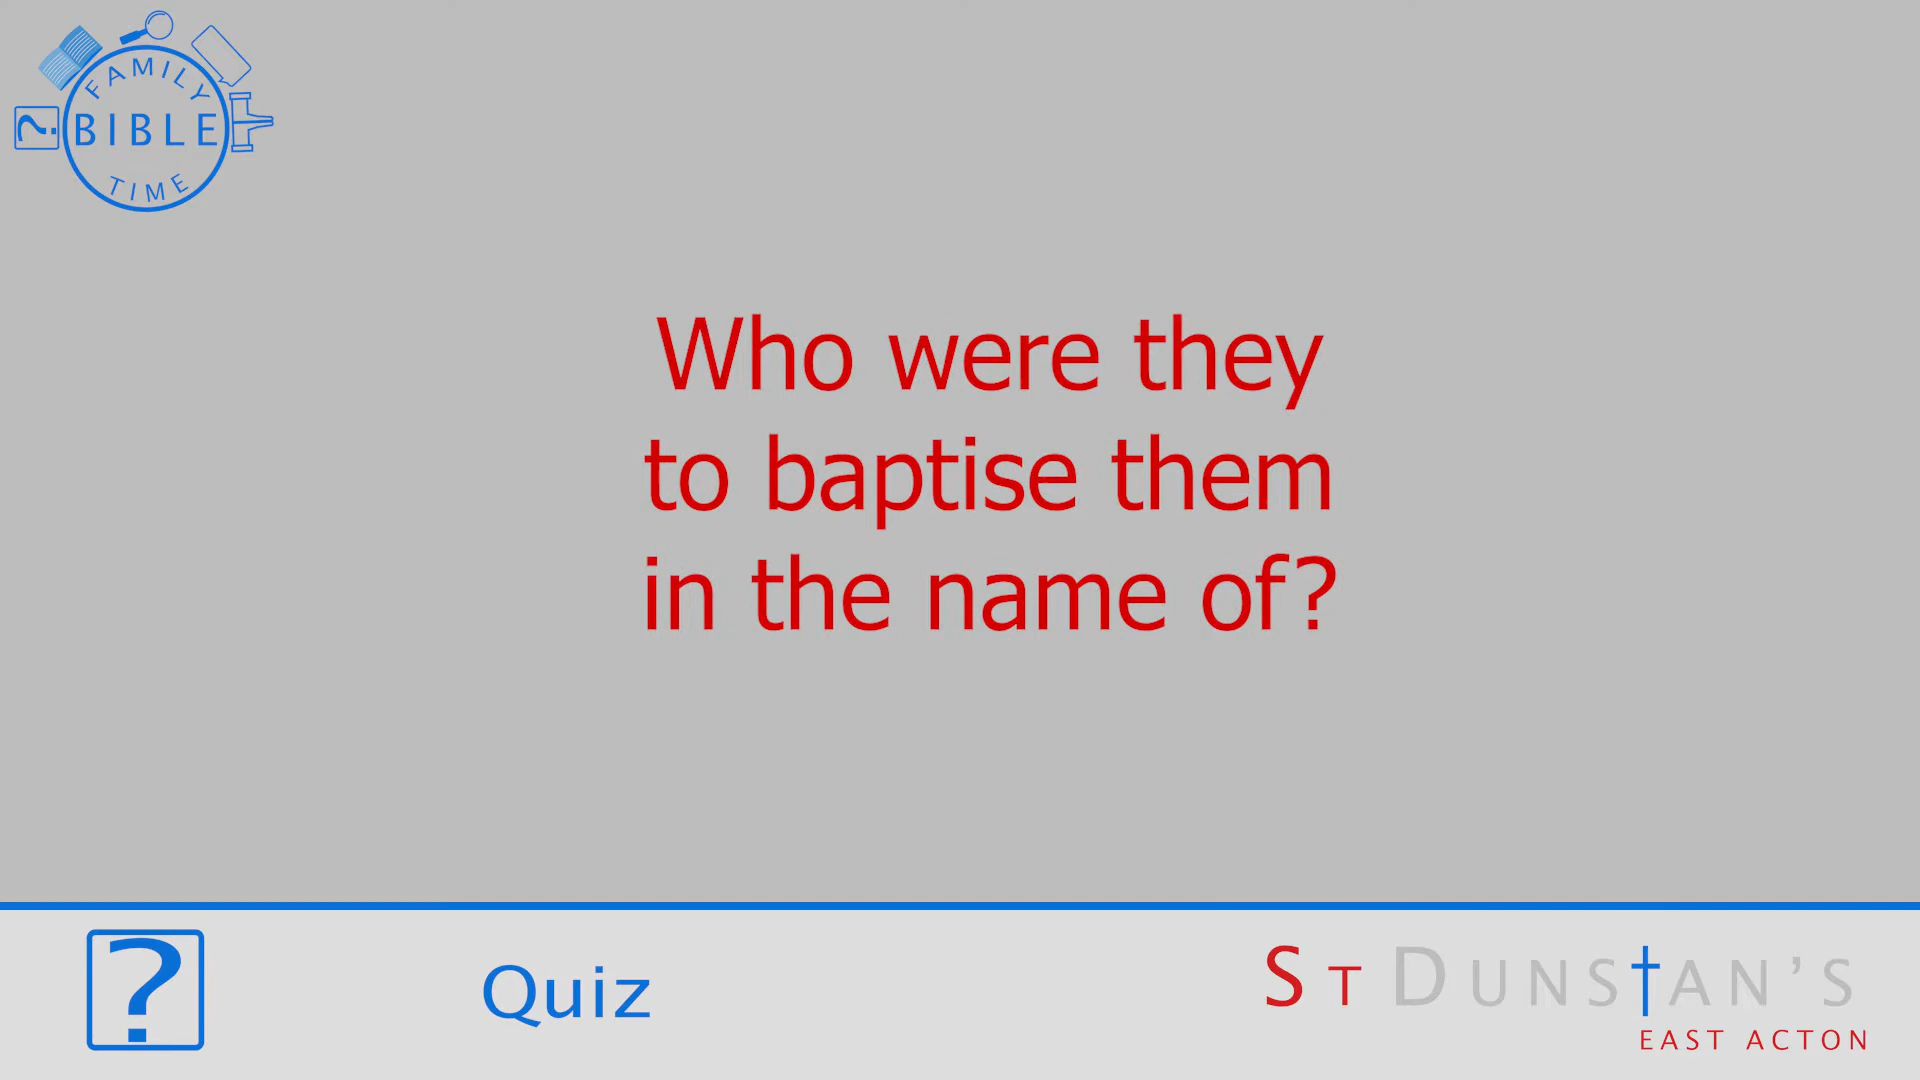 FAMILY
BIBLE
TIME
?
Who were they
to baptise them
in the name of?
?
Quiz
ST DUNSTAN'S
EAST ACTON